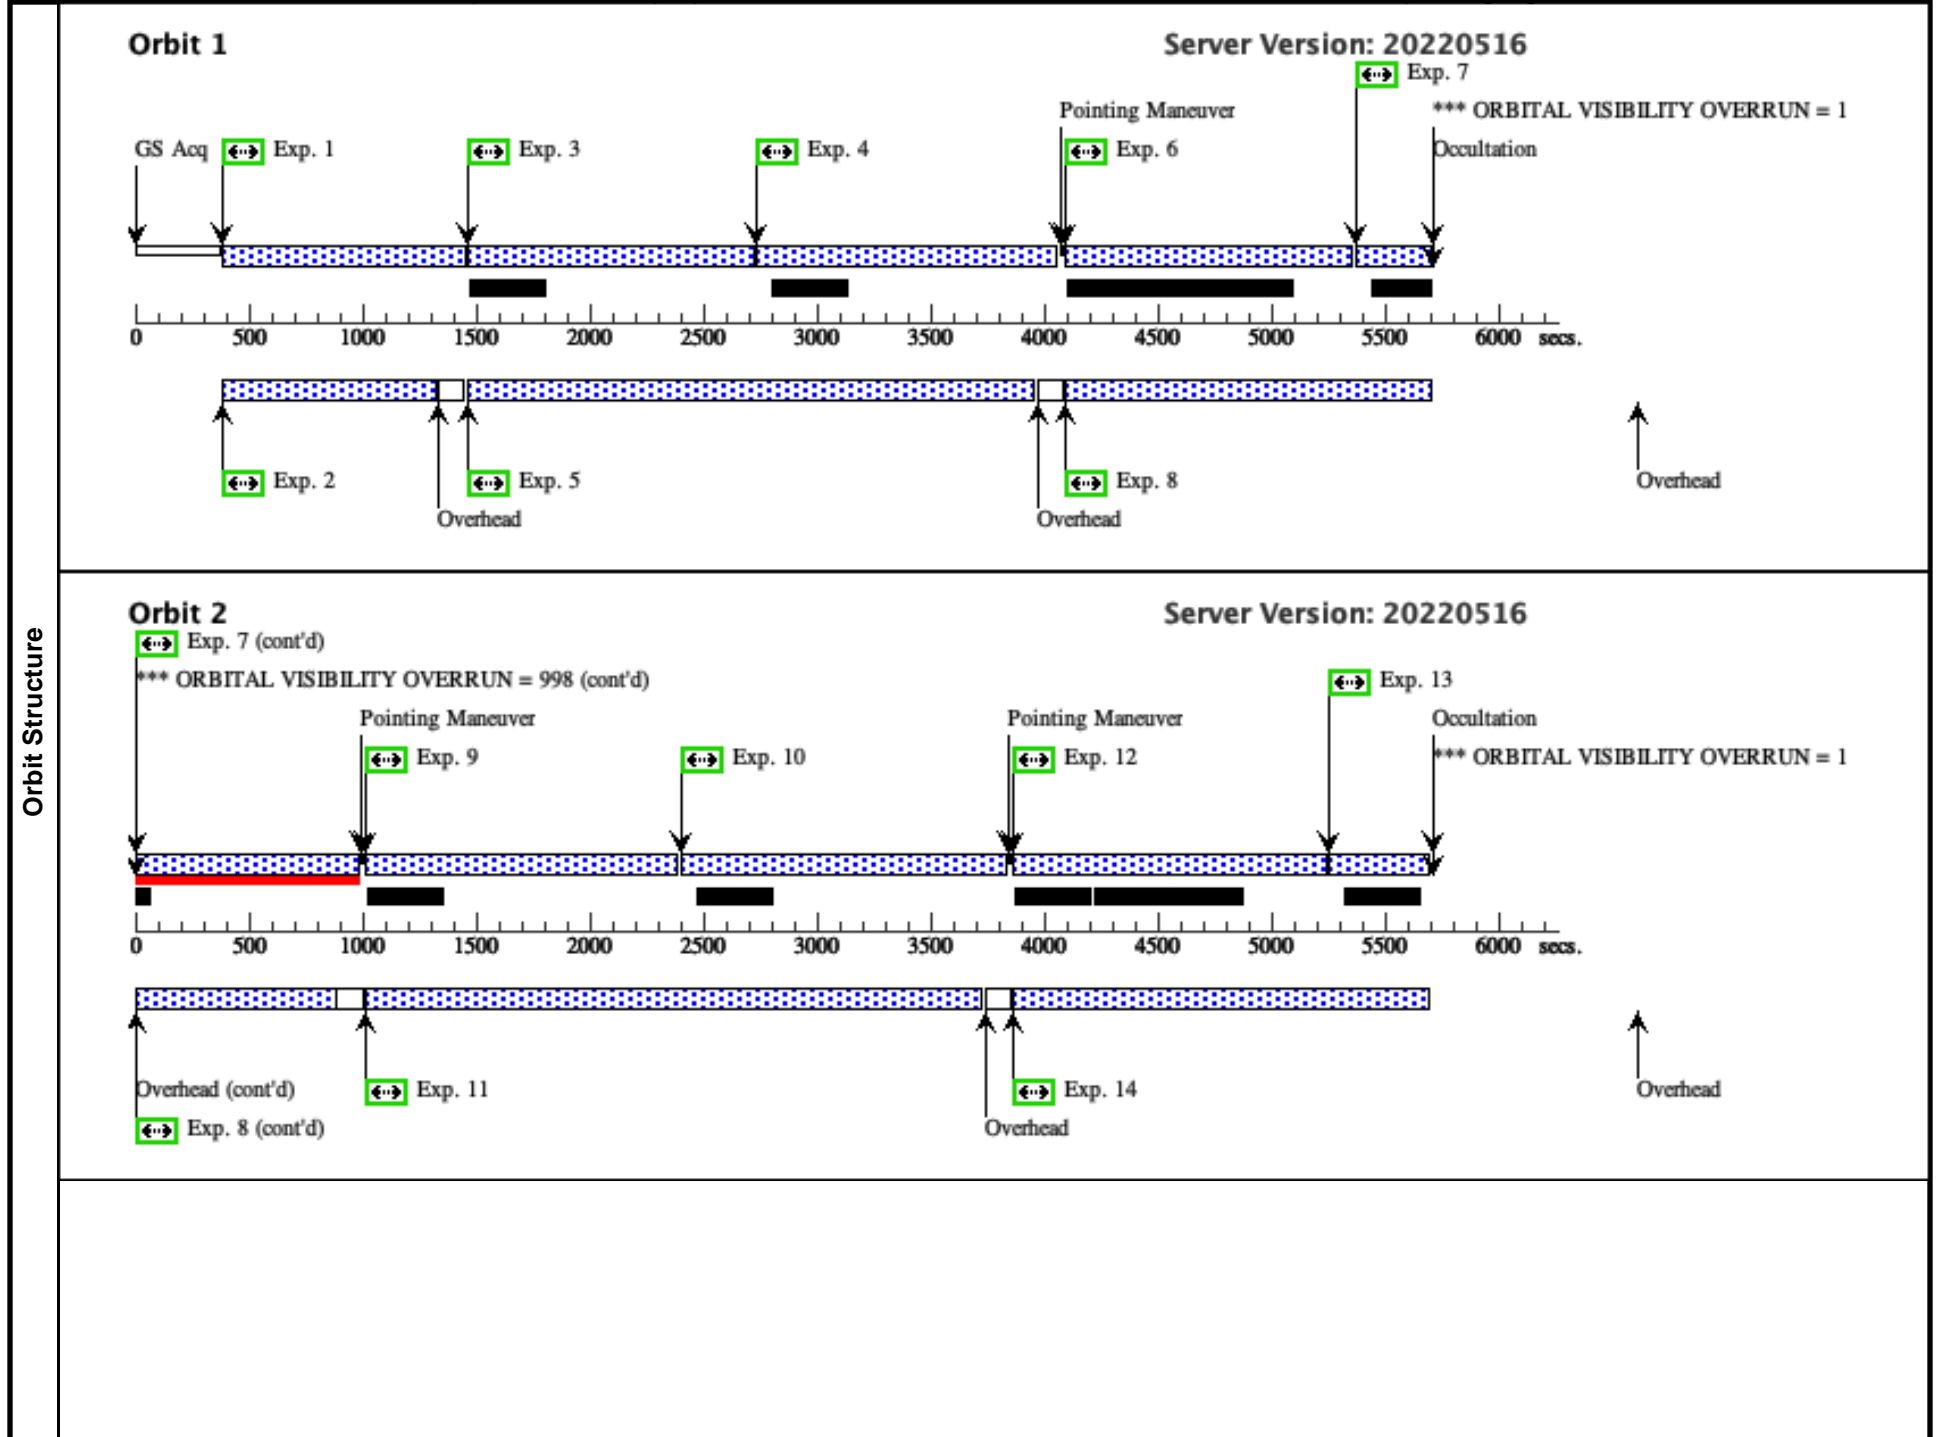 Orbit Structure
Orbit 1
Server Version: 20220516
Exp. 7
Pointing Maneuver
*** ORBITAL VISIBILITY OVERRUN = 1
GS Acq
Exp. 1
Exp. 3
Exp. 4
Exp. 6
Occultation
0 500 1000 1500 2000 2500 3000 3500 4000 4500 5000 5500 6000 secs.
Exp. 2
Exp. 5
Exp. 8
Overhead
Overhead
Overhead
Orbit 2
Server Version: 20220516
Exp. 7 (cont'd)
*** ORBITAL VISIBILITY OVERRUN = 998 (cont'd)
Exp. 13
Pointing Maneuver
Pointing Maneuver
Occultation
Exp. 9
Exp. 10
Exp. 12
*** ORBITAL VISIBILITY OVERRUN = 1
0 500 1000 1500 2000 2500 3000 3500 4000 4500 5000 5500 6000 secs.
Overhead (cont'd)
Exp. 11
Exp. 14
Overhead
Exp. 8 (cont'd)
Overhead